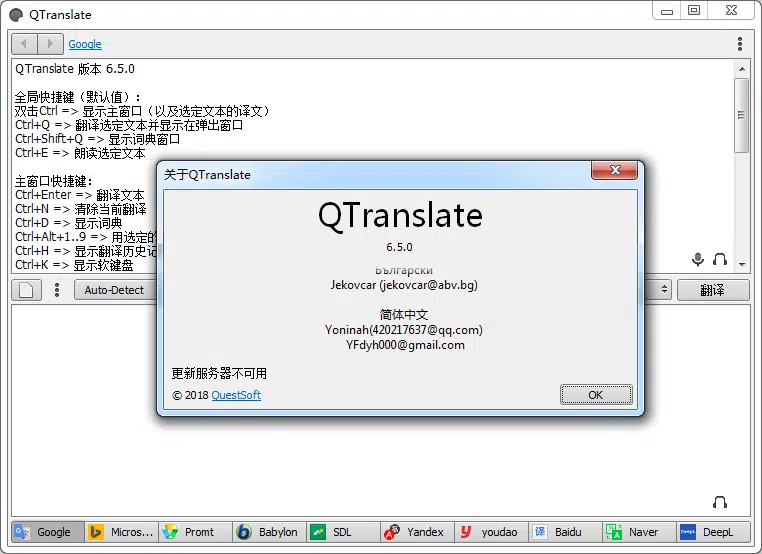 QTranslate
Google
QTranslate 版本 6.5.0
全局快捷键（默认值）:
双击Ctrl => 显示主窗口（以及选定文本的译文）
Ctrl+Q => 翻译选定文本并显示在弹出窗口
Ctrl+Shift+Q => 显示词典窗口
Ctrl+E => 朗读选定文本
主窗口快捷键:
Ctrl+Enter => 翻译文本
Ctrl+N => 清除当前翻译
Ctrl+D => 显示词典
Ctrl+Alt+1..9 => 用选定的
Ctrl+H => 显示翻译历史记
Ctrl+K => 显示软键盘
Auto-Detect
翻译
关于QTranslate
QTranslate
6.5.0
Български
Jekovcar (jekovcar@abv.bg)
简体中文
Yoninah(420217637@qq.com)
YFdyh000@gmail.com
更新服务器不可用
© 2018 QuestSoft
OK
Google
Micros...
Promt
Babylon
SDL
Yandex
youdao
Baidu
Naver
DeepL